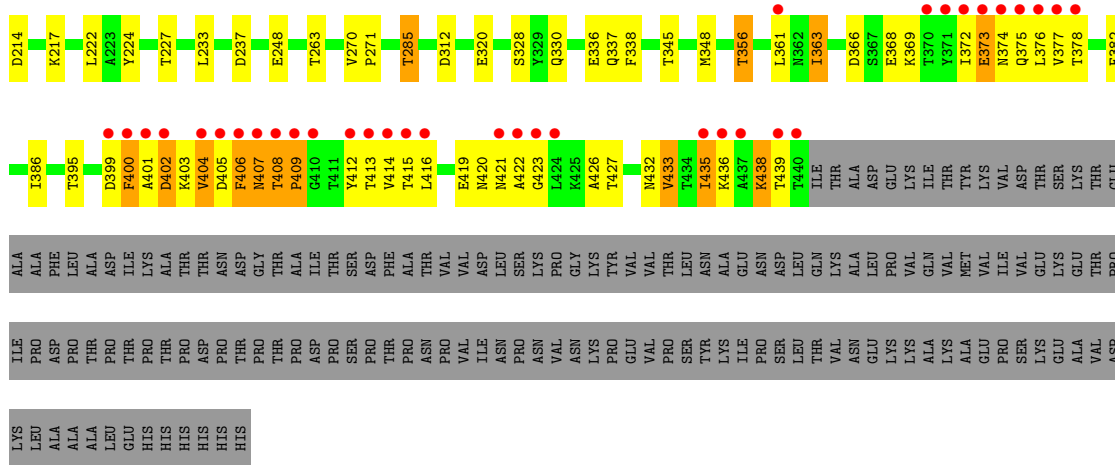 D214 K217 L222 A223 Y224 T227 L233 D237 E248 T263 V270 P271 T285 D312 E320 S328 Y329 Q330 E336 Q337 F338 T345 M348 T356 L361 N362 I363 D366 S367 E368 K369 T370 Y371 I372 E373 N374 Q375 L376 V377 T378
I386 T395 D399 F400 A401 D402 K403 V404 D405 F406 N407 T408 P409 G410 T411 Y412 T413 V414 T415 L416 E419 N420 N421 A422 G423 L424 K425 A426 T427 N432 V433 T434 I435 K436 A437 K438 T439 T440 ILE THR ALA ASP GLU LYS ILE THR TYR LYS VAL ASP THR SER LYS THR GLU
ALA ALA PHE LEU ALA ASP ILE LYS ALA THR THR ASN ASP GLY THR ALA ILE THR SER ASP PHE ALA THR VAL VAL ASP LEU SER LYS PRO GLY LYS TYR VAL VAL THR LEU ASN ALA GLU ASN ASP LEU GLN LYS ALA LEU PRO VAL GLN VAL MET VAL ILE VAL GLU LYS GLU THR PRO
ILE PRO ASP PRO THR PRO THR PRO THR PRO ASP PRO THR PRO THR PRO ASP PRO SER PRO THR PRO ASN PRO VAL ILE ASN PRO ASN VAL ASN LYS PRO GLU VAL PRO SER TYR LYS ILE PRO SER LEU THR VAL ASN GLU LYS LYS ALA LYS ALA GLU PRO SER LYS GLU ALA VAL ASP
LYS LEU ALA ALA ALA LEU GLU HIS HIS HIS HIS HIS HIS